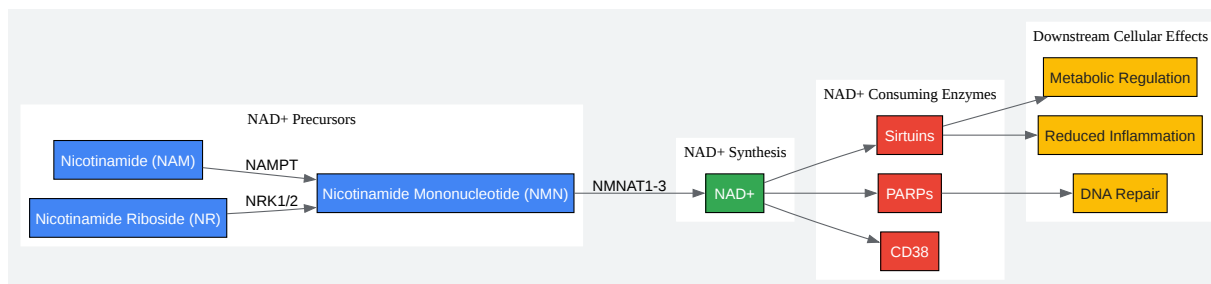 NAD+ Precursors
Nicotinamide (NAM)
Nicotinamide Riboside (NR)
NAMPT
NRK1/2
Nicotinamide Mononucleotide (NMN)
NMNAT1-3
NAD+ Synthesis
NAD+
NAD+ Consuming Enzymes
Sirtuins
PARPs
CD38
Downstream Cellular Effects
Metabolic Regulation
Reduced Inflammation
DNA Repair